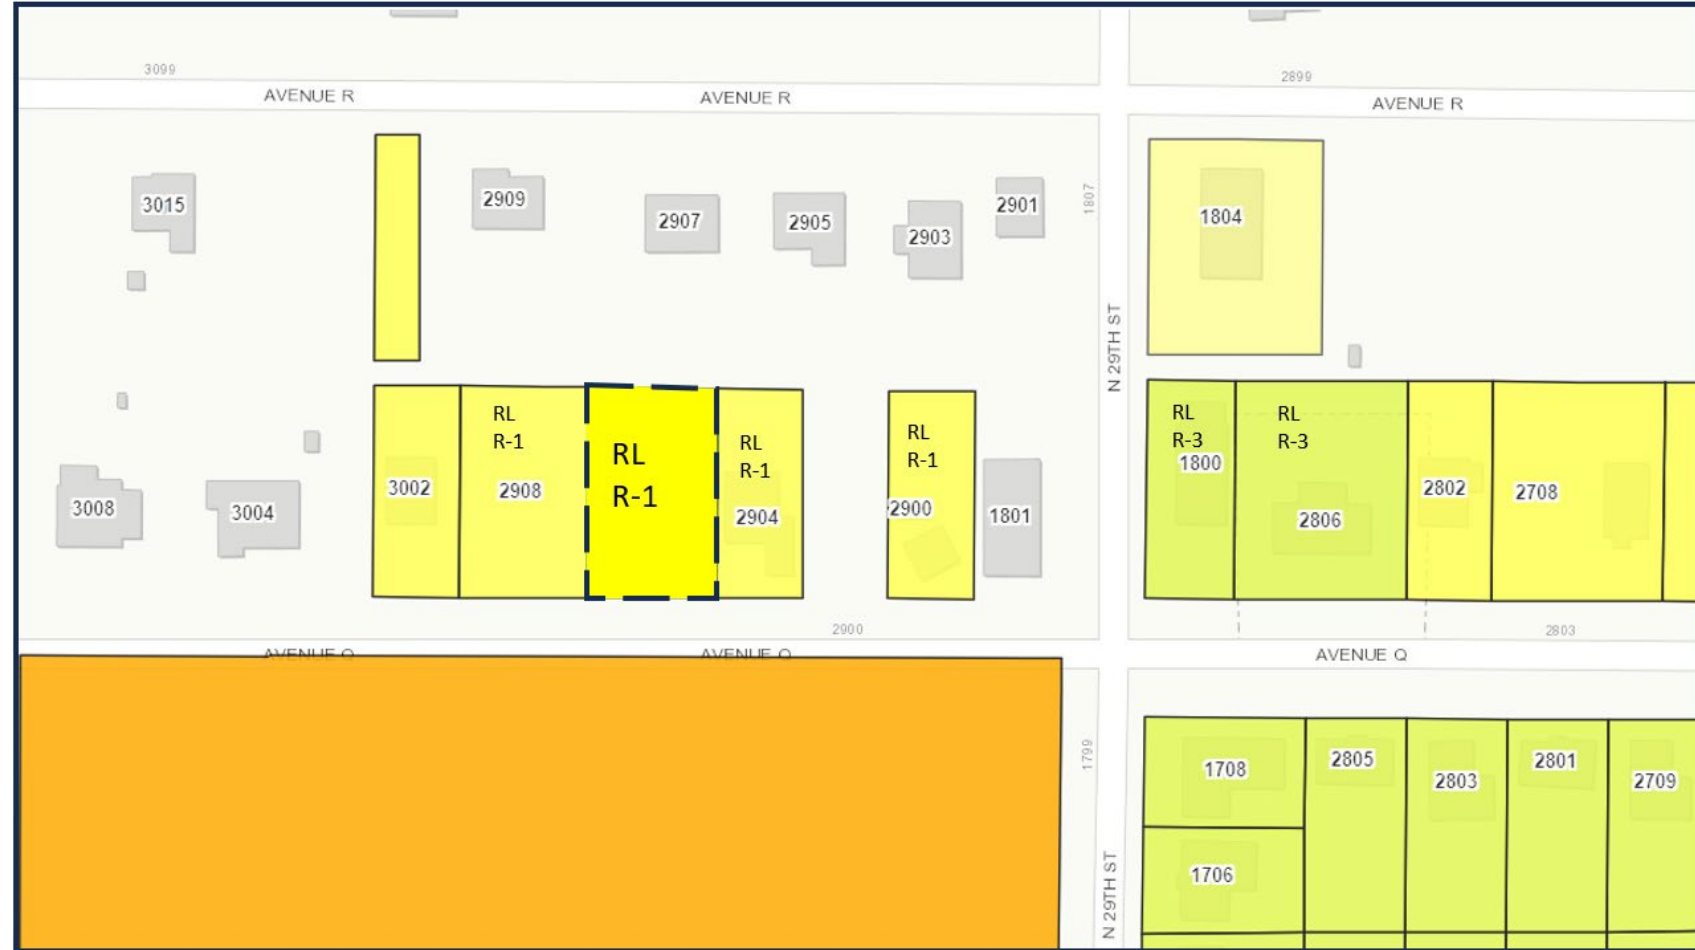 3099
2899
AVENUE R
AVENUE R
AVENUE R
3015
2909
2907
2905
2903
2901
1807
1804
N 29TH ST
RL
R-1
RL
R-1
RL
R-1
RL
R-1
RL
R-3
RL
R-3
3008
3004
3002
2908
2904
2900
1801
1800
2806
2802
2708
2900
2803
AVENUE Q
AVENUE Q
AVENUE Q
1799
1708
2805
2803
2801
2709
1706
N 29TH ST